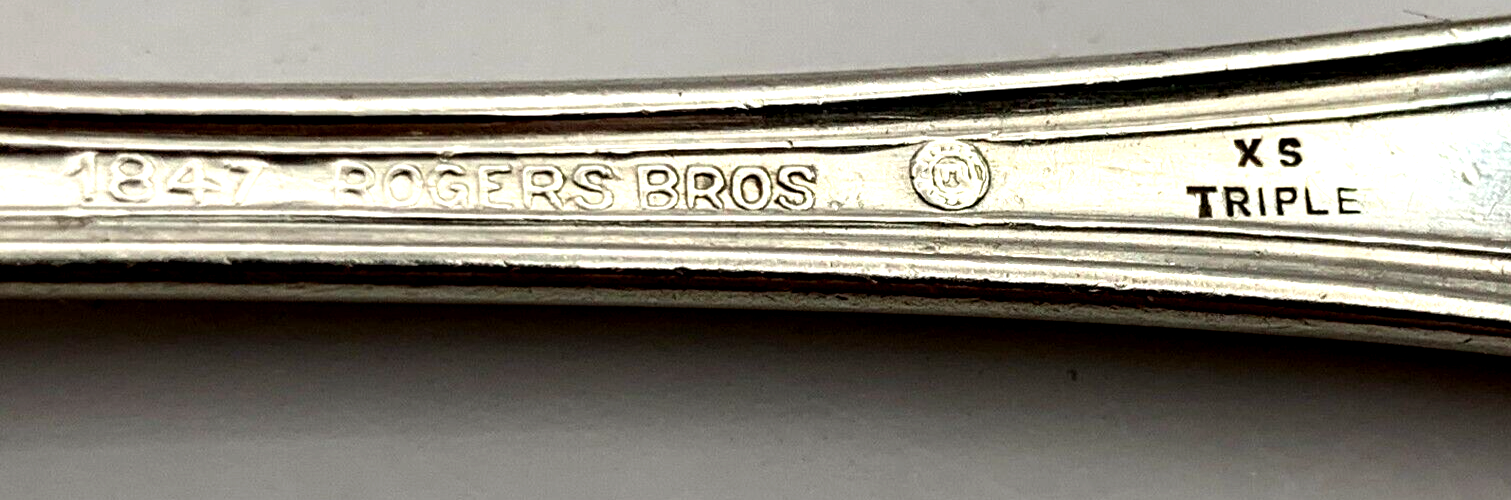 1847 ROGERS BROS.
XS
TRIPLE